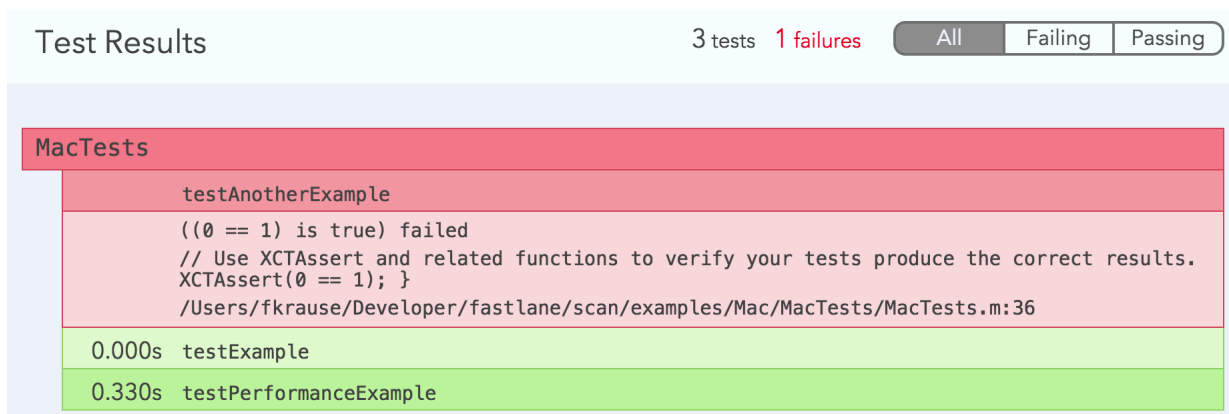 Test Results
3 tests 1 failures All Failing Passing
MacTests
testAnotherExample
((0 == 1) is true) failed
// Use XCTAssert and related functions to verify your tests produce the correct results.
XCTAssert(0 == 1); }
/Users/fkrause/Developer/fastlane/scan/examples/Mac/MacTests/MacTests.m:36
0.000s testExample
0.330s testPerformanceExample